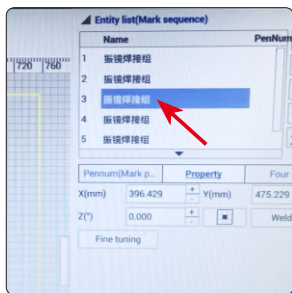 Entity list(Mark sequence)
Name PenNum
720 760
1 振镜焊接组
2 振镜焊接组
3 振镜焊接组
4 振镜焊接组
5 振镜焊接组
Pennum(Mark p... Property Four
X(mm) 396.429 + - Y(mm) 475.229
Z(°) 0.000 + - Weld
Fine tuning